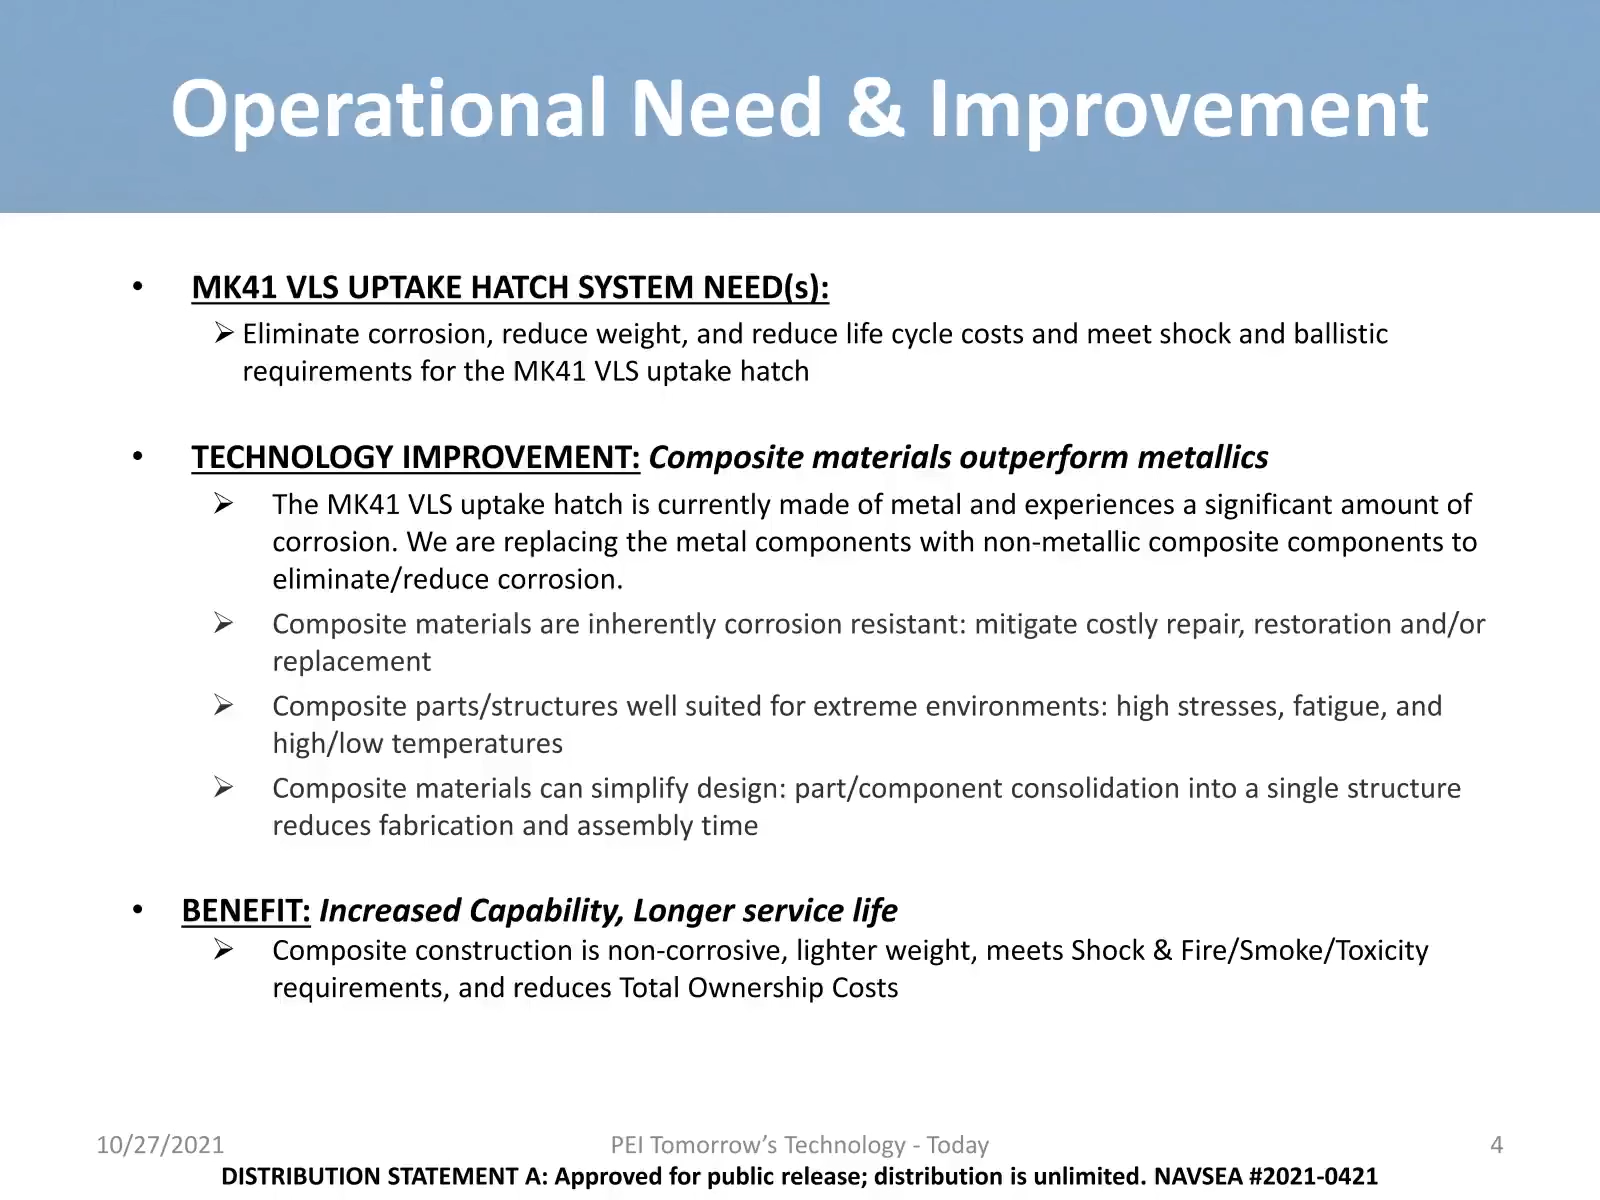 Operational Need & Improvement
• MK41 VLS UPTAKE HATCH SYSTEM NEED(s):
➢ Eliminate corrosion, reduce weight, and reduce life cycle costs and meet shock and ballistic
requirements for the MK41 VLS uptake hatch
• TECHNOLOGY IMPROVEMENT: Composite materials outperform metallics
➢ The MK41 VLS uptake hatch is currently made of metal and experiences a significant amount of
corrosion. We are replacing the metal components with non-metallic composite components to
eliminate/reduce corrosion.
➢ Composite materials are inherently corrosion resistant: mitigate costly repair, restoration and/or
replacement
➢ Composite parts/structures well suited for extreme environments: high stresses, fatigue, and
high/low temperatures
➢ Composite materials can simplify design: part/component consolidation into a single structure
reduces fabrication and assembly time
• BENEFIT: Increased Capability, Longer service life
➢ Composite construction is non-corrosive, lighter weight, meets Shock & Fire/Smoke/Toxicity
requirements, and reduces Total Ownership Costs
10/27/2021 PEI Tomorrow’s Technology - Today 4
DISTRIBUTION STATEMENT A: Approved for public release; distribution is unlimited. NAVSEA #2021-0421